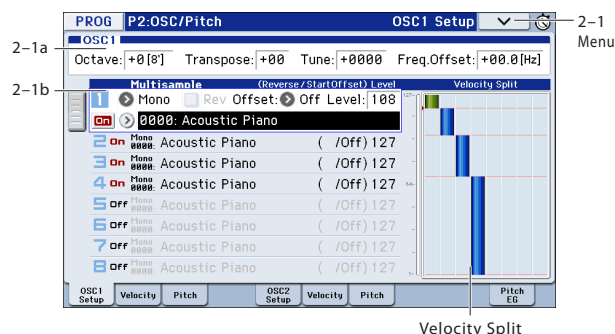 PROG P2:OSC/Pitch OSC1 Setup
2–1
Menu
OSC1
2–1a
Octave: +0[8'] Transpose: +00 Tune: +0000 Freq.Offset: +00.0[Hz]
Multisample (Reverse/StartOffset) Level Velocity Split
2–1b
1 Mono Rev Offset: Off Level: 108
On 0000: Acoustic Piano
2 On Mono 0000: Acoustic Piano ( /Off) 127
3 On Mono 0000: Acoustic Piano ( /Off) 127
4 On Mono 0000: Acoustic Piano ( /Off) 127
5 Off Mono 0000: Acoustic Piano ( /Off) 127
6 Off Mono 0000: Acoustic Piano ( /Off) 127
7 Off Mono 0000: Acoustic Piano ( /Off) 127
8 Off Mono 0000: Acoustic Piano ( /Off) 127
127
64
OSC1 Setup Velocity Pitch OSC2 Setup Velocity Pitch Pitch EG
Velocity Split